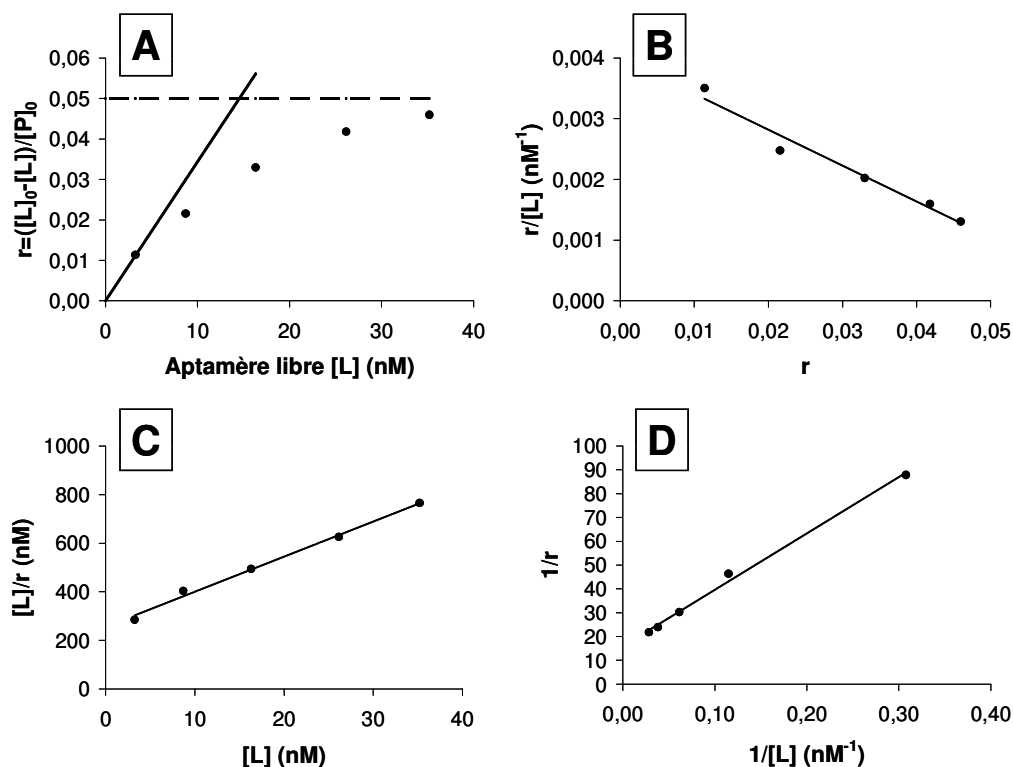 A
r=([L]₀-[L])/[P]₀
0,06
0,05
0,04
0,03
0,02
0,01
0,00
0 10 20 30 40
Aptamère libre [L] (nM)
B
r/[L] (nM⁻¹)
0,004
0,003
0,002
0,001
0,000
0,00 0,01 0,02 0,03 0,04 0,05
r
C
[L]/r (nM)
1000
800
600
400
200
0
0 10 20 30 40
[L] (nM)
D
1/r
100
90
80
70
60
50
40
30
20
10
0
0,00 0,10 0,20 0,30 0,40
1/[L] (nM⁻¹)